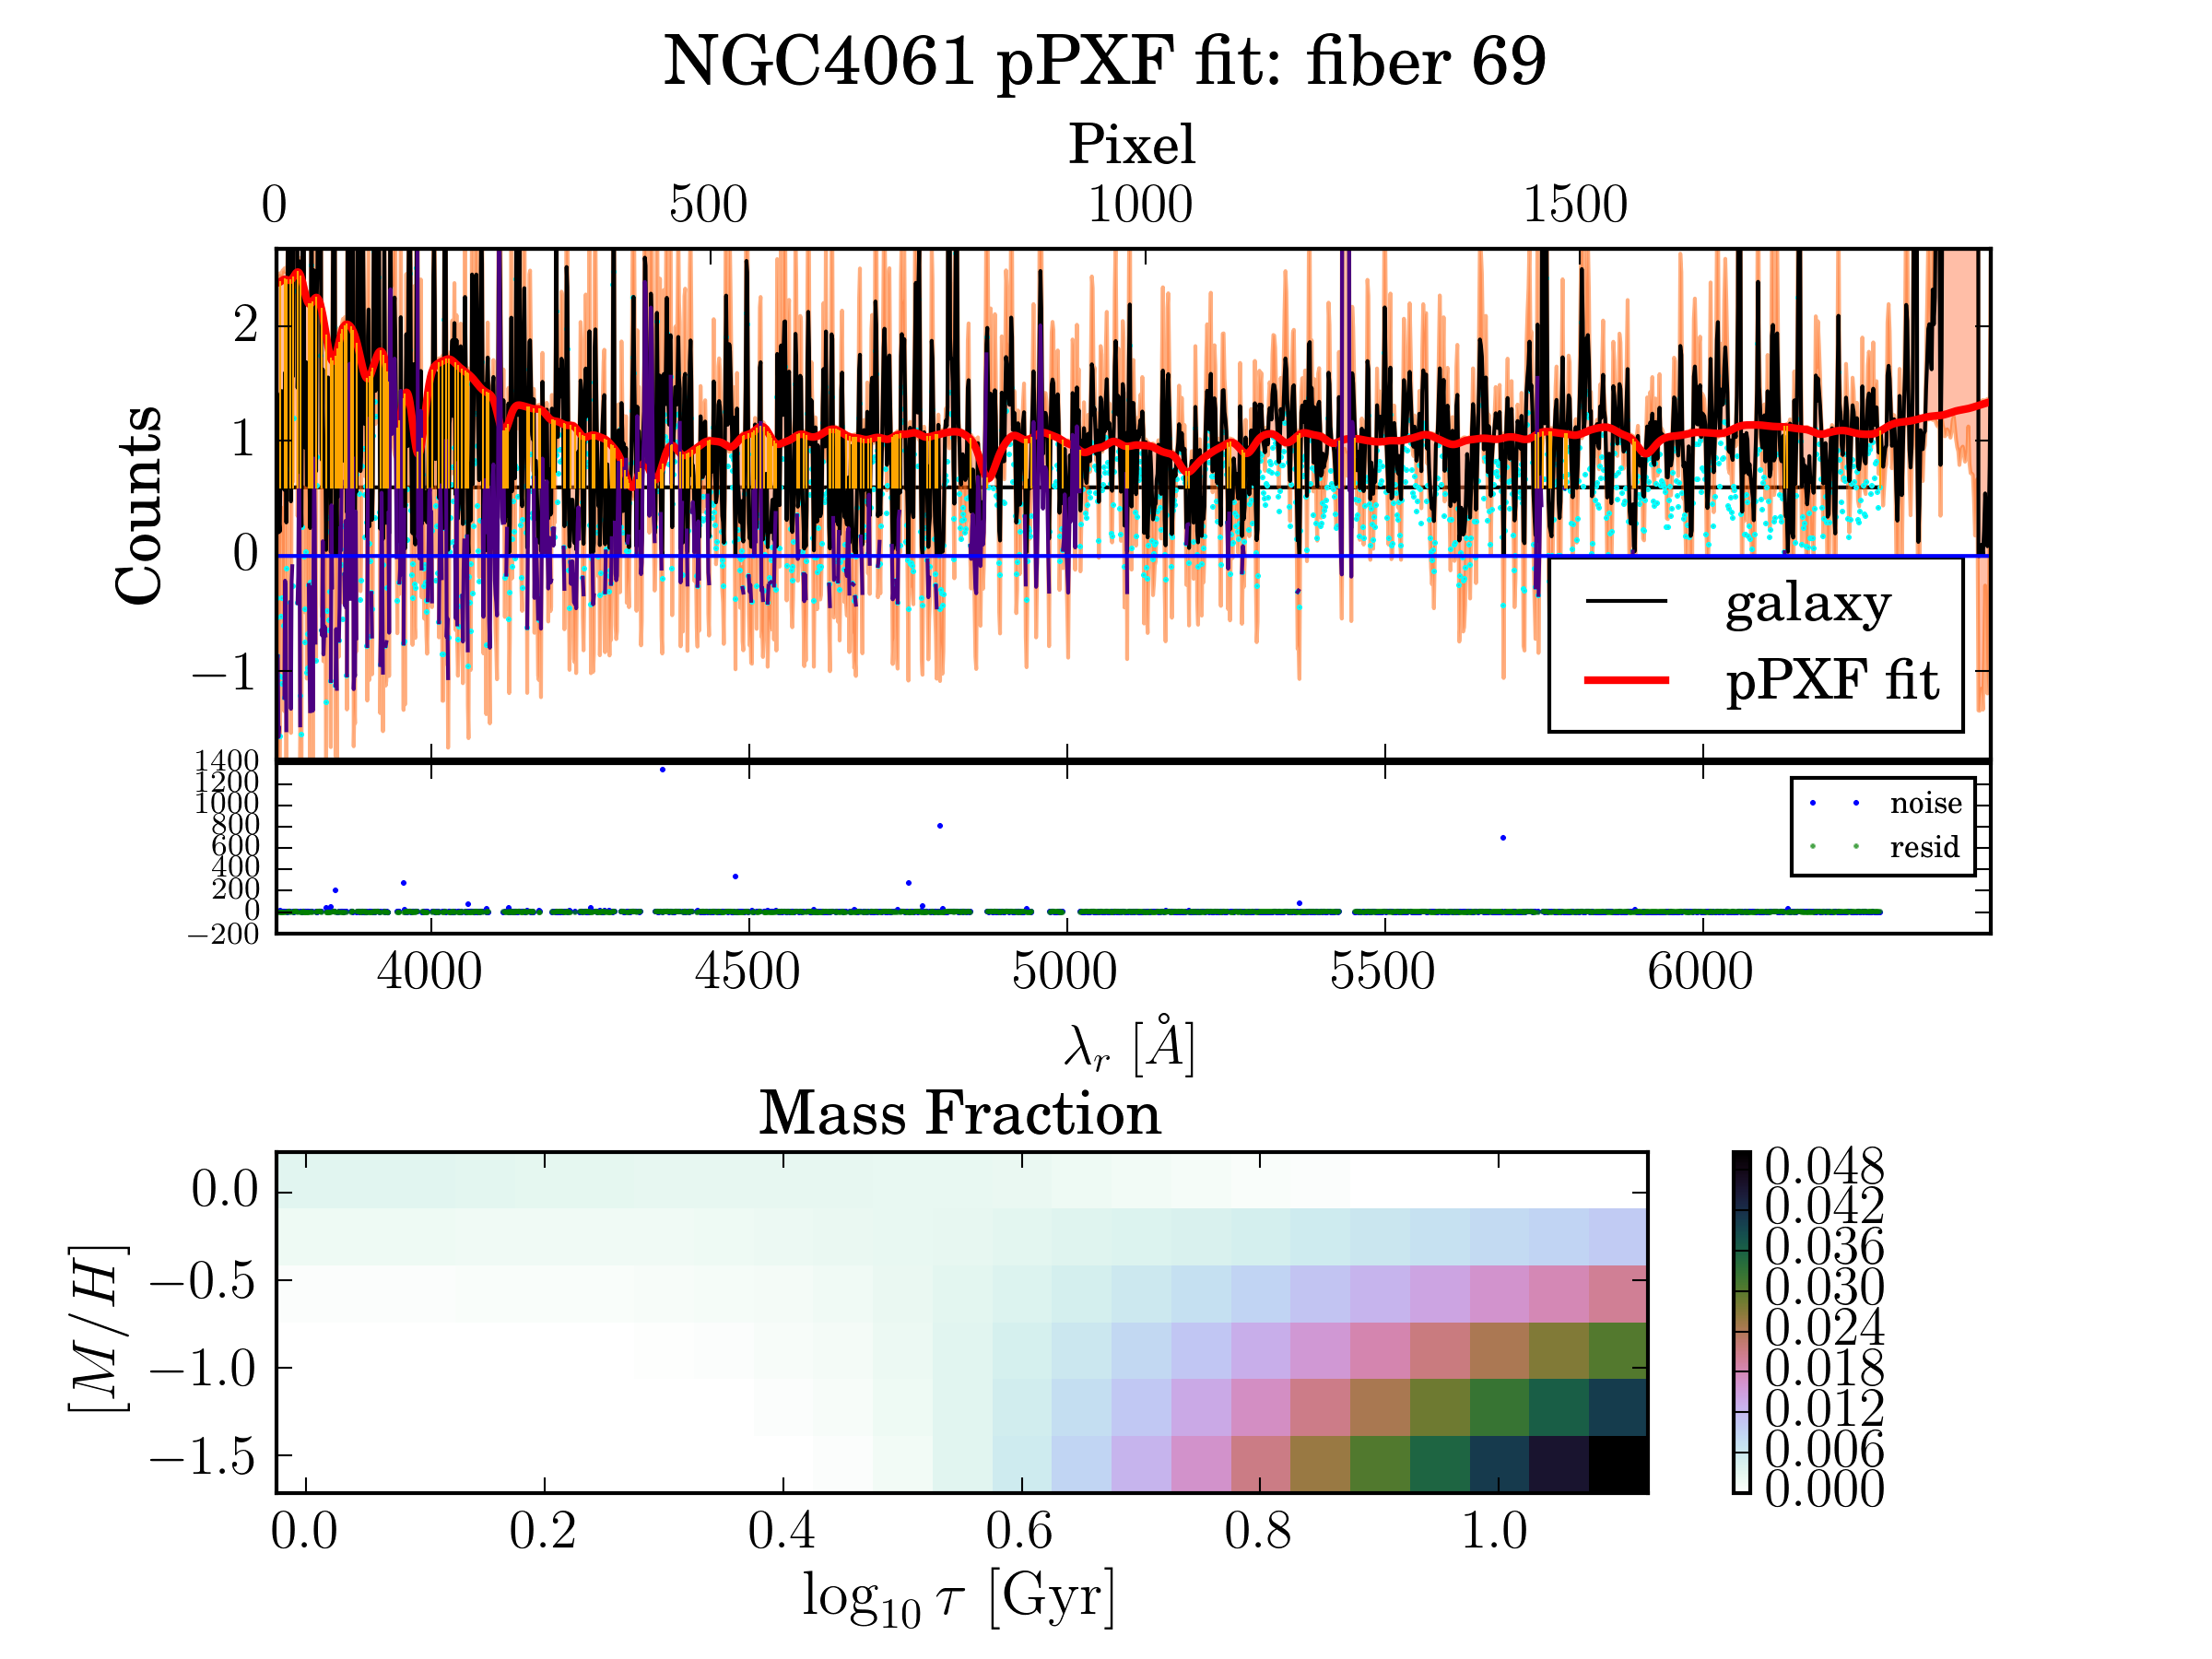 NGC4061 pPXF fit: fiber 69
Pixel
0 500 1000 1500
Counts
2
1
0
−1
galaxy
pPXF fit
1400
1200
1000
800
600
400
200
0
−200
noise
resid
4000 4500 5000 5500 6000
λr [Å]
Mass Fraction
[M/H]
0.0
−0.5
−1.0
−1.5
0.0 0.2 0.4 0.6 0.8 1.0
log10 τ [Gyr]
0.048
0.042
0.036
0.030
0.024
0.018
0.012
0.006
0.000